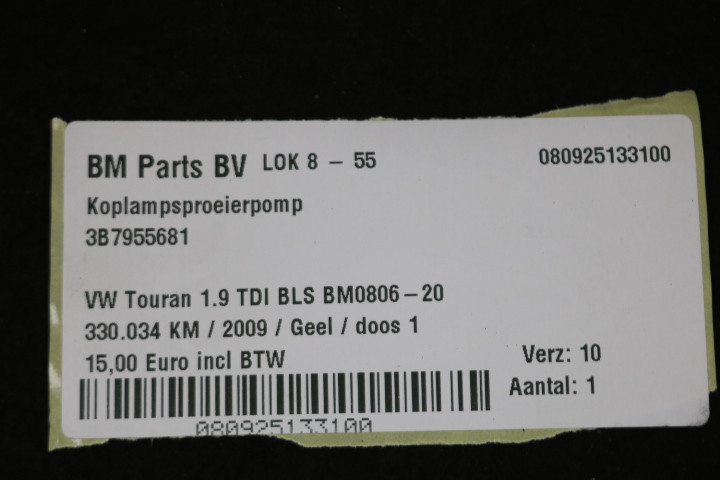 BM Parts BV LOK 8 - 55 080925133100
Koplampsproeierpomp
3B7955681
VW Touran 1.9 TDI BLS BM0806-20
330.034 KM / 2009 / Geel / doos 1
15,00 Euro incl BTW Verz: 10
Aantal: 1
080925133100